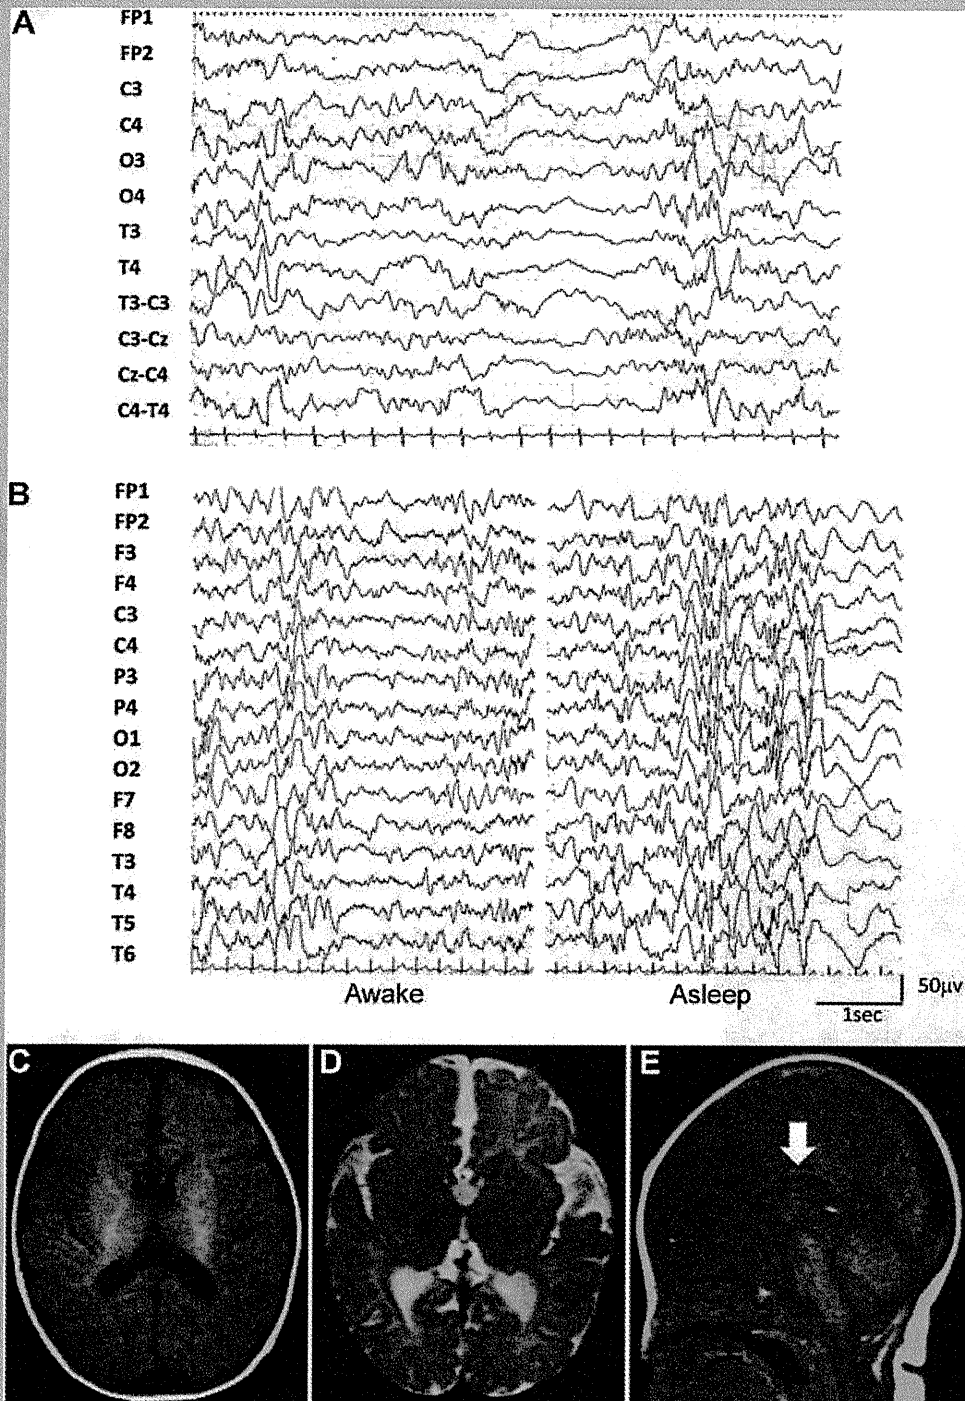 A
FP1
FP2
C3
C4
O3
O4
T3
T4
T3-C3
C3-Cz
Cz-C4
C4-T4
B
FP1
FP2
F3
F4
C3
C4
P3
P4
O1
O2
F7
F8
T3
T4
T5
T6
Awake
Asleep
50μv
1sec
C
D
E